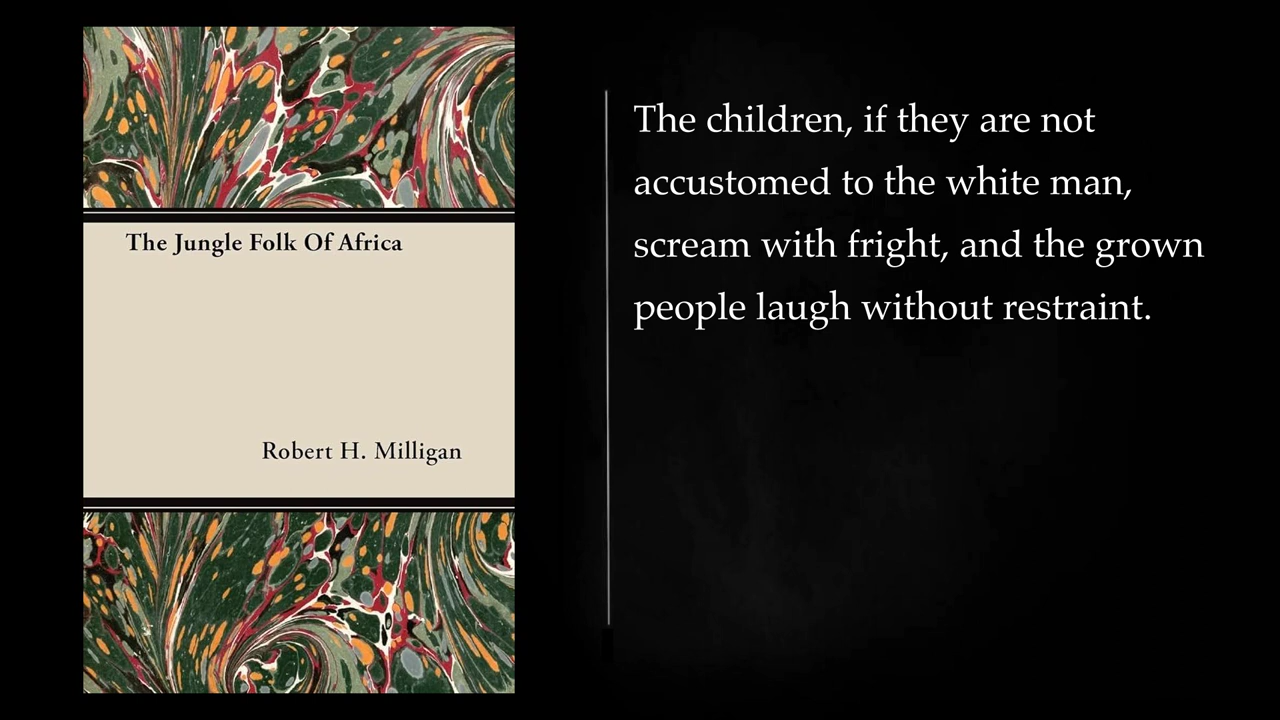 The Jungle Folk Of Africa
Robert H. Milligan
The children, if they are not
accustomed to the white man,
scream with fright, and the grown
people laugh without restraint.